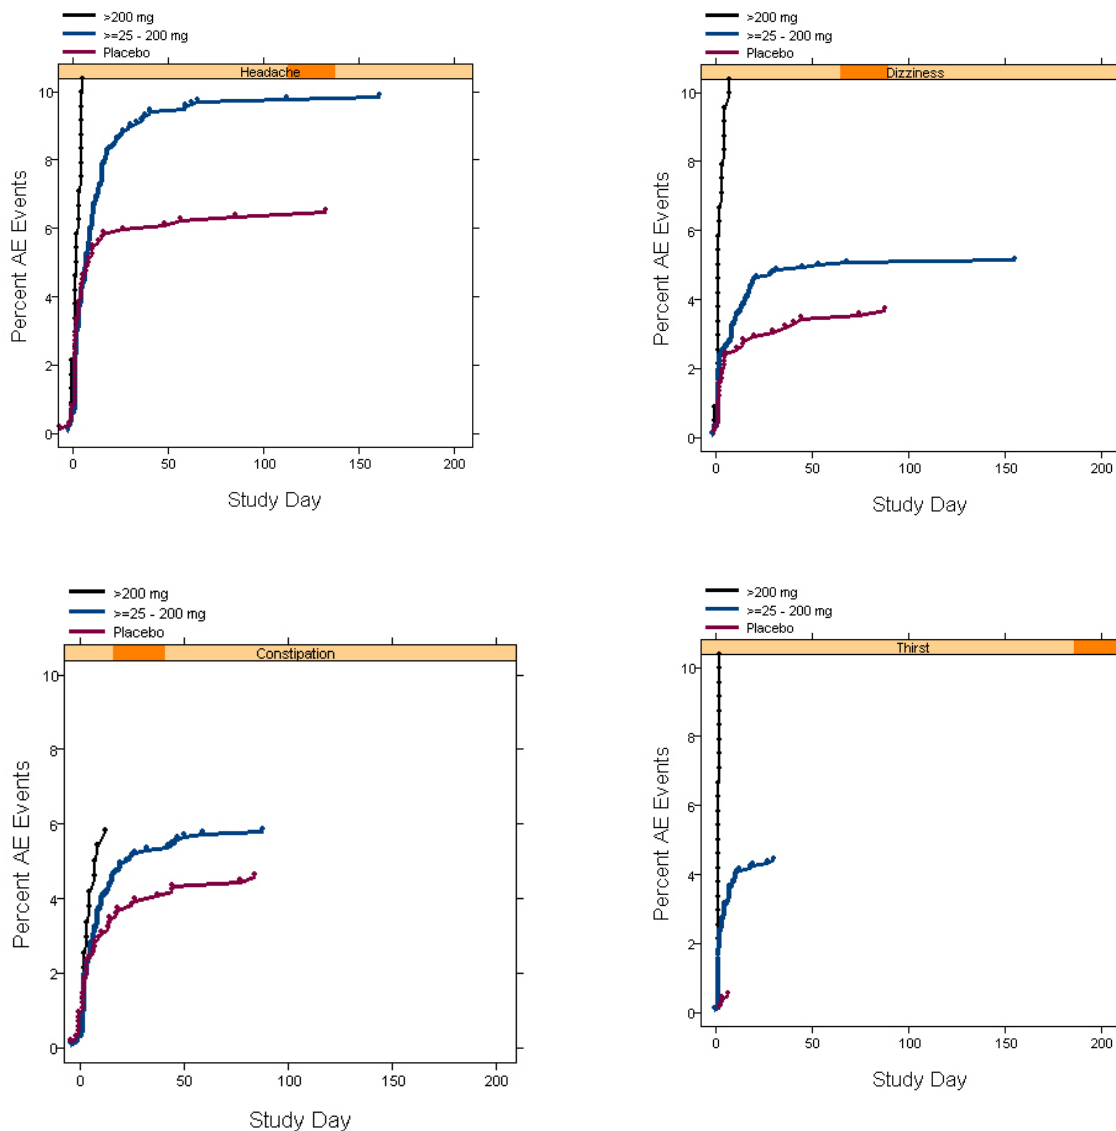 >200 mg
>=25 - 200 mg
Placebo
Headache
10
8
6
4
2
0
Percent AE Events
0 50 100 150 200
Study Day
>200 mg
>=25 - 200 mg
Placebo
Dizziness
10
8
6
4
2
0
Percent AE Events
0 50 100 150 200
Study Day
>200 mg
>=25 - 200 mg
Placebo
Constipation
10
8
6
4
2
0
Percent AE Events
0 50 100 150 200
Study Day
>200 mg
>=25 - 200 mg
Placebo
Thirst
10
8
6
4
2
0
Percent AE Events
0 50 100 150 200
Study Day